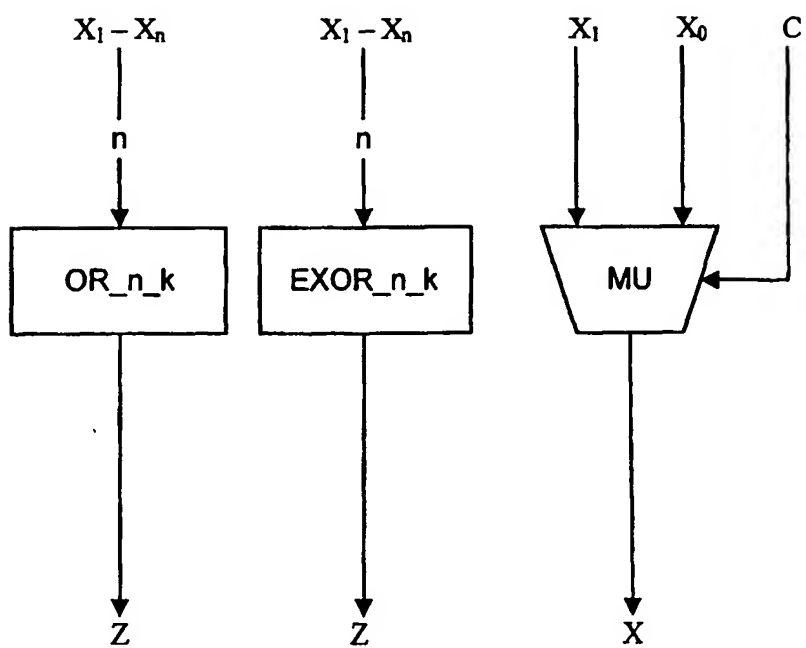 X₁ – Xₙ X₁ – Xₙ X₁ X₀ C
n n
OR_n_k EXOR_n_k MU
Z Z X